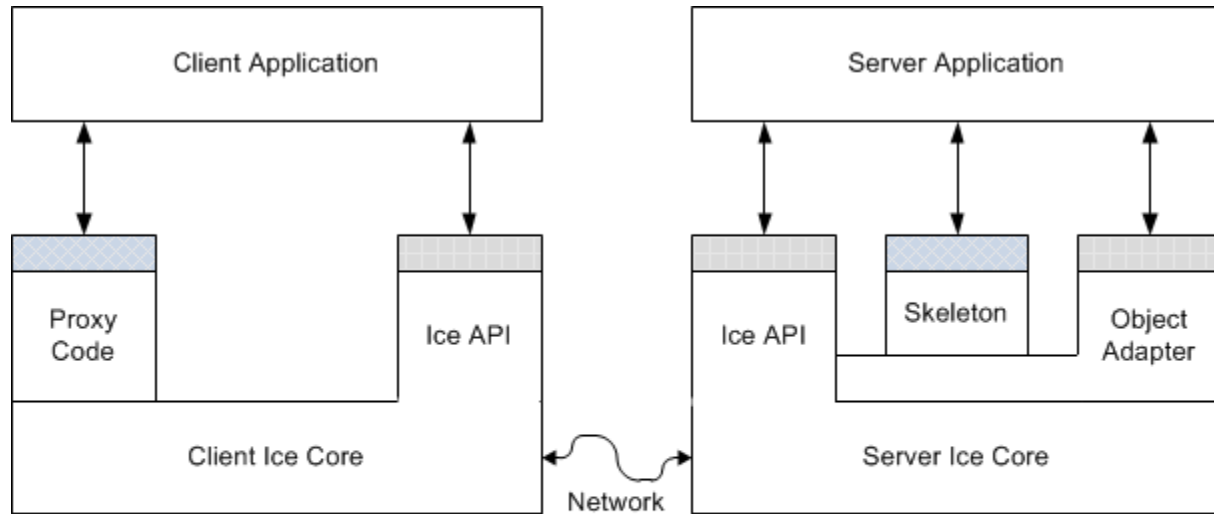 Client Application
Server Application
Proxy
Code
Ice API
Ice API
Skeleton
Object
Adapter
Client Ice Core
Server Ice Core
Network